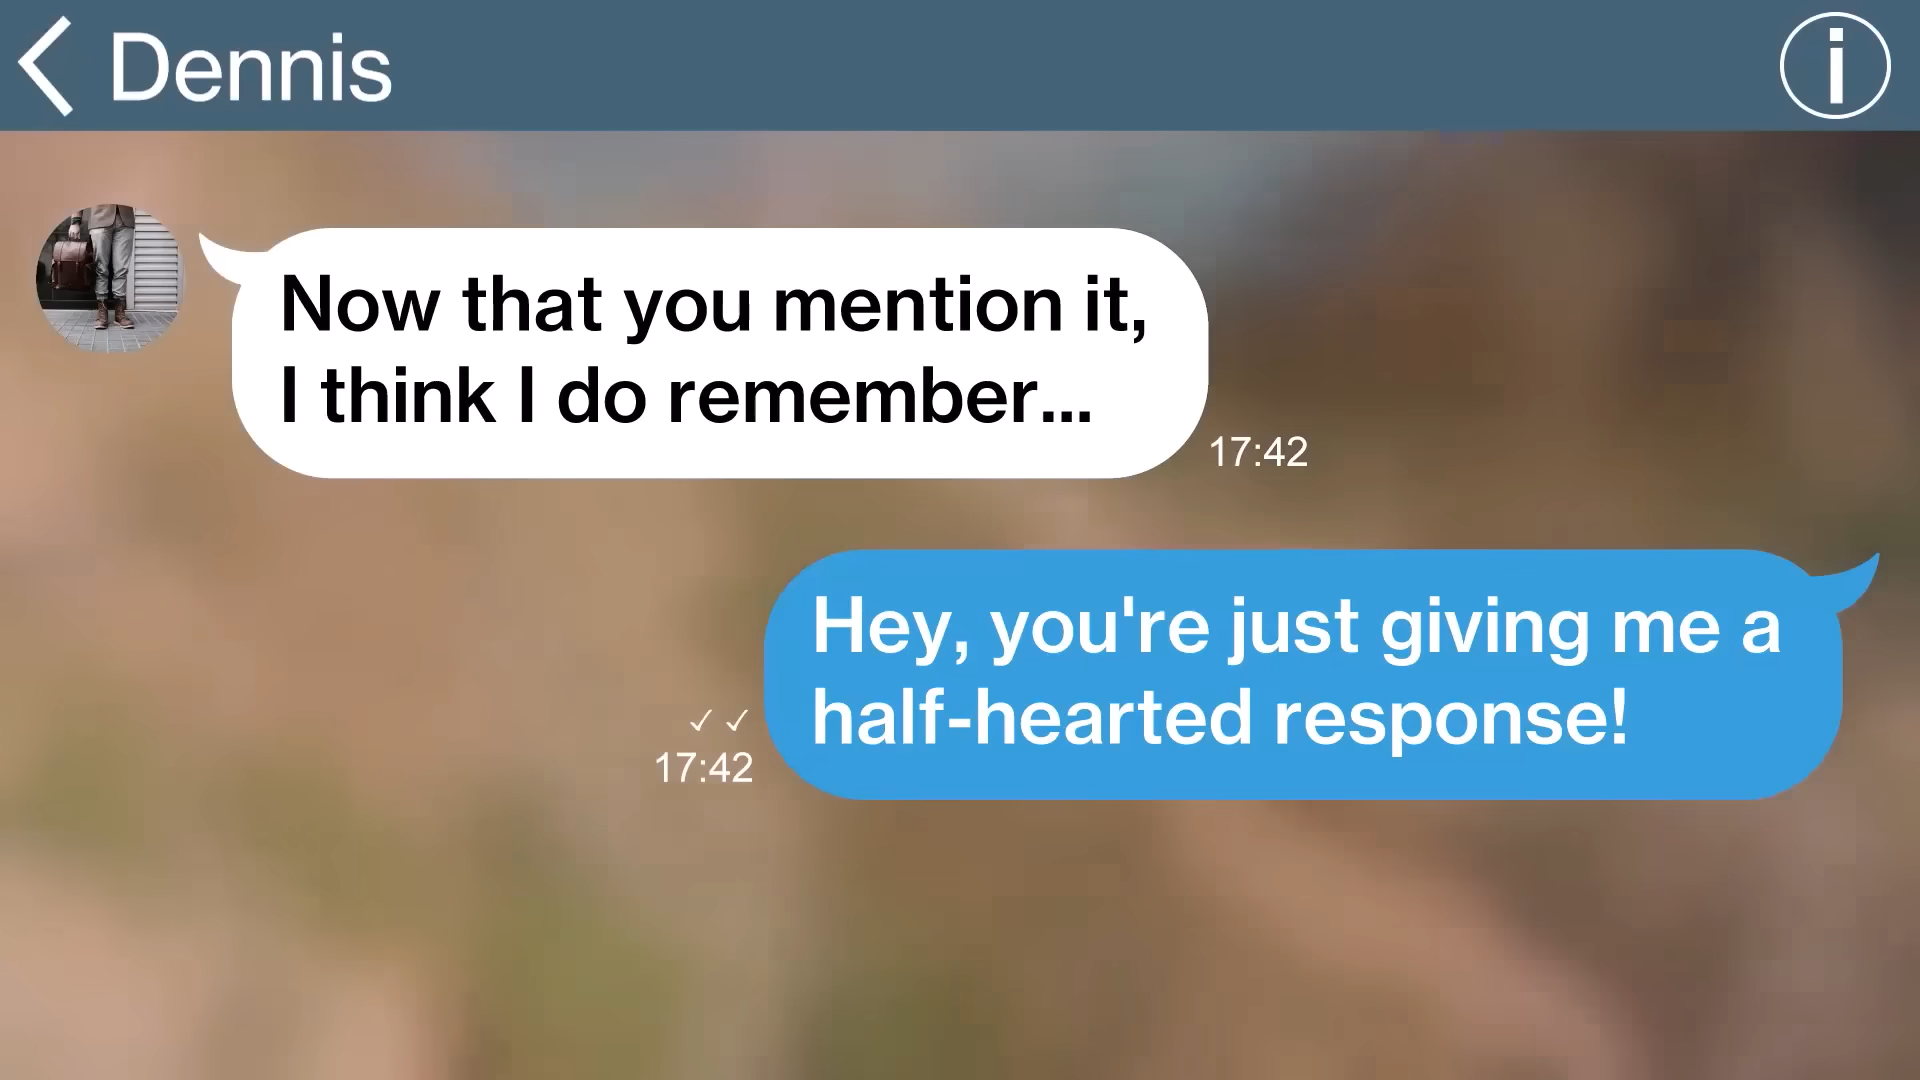 Dennis
Now that you mention it,
I think I do remember...
17:42
Hey, you're just giving me a
half-hearted response!
✓ ✓
17:42